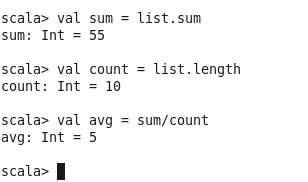 scala> val sum = list.sum
sum: Int = 55
scala> val count = list.length
count: Int = 10
scala> val avg = sum/count
avg: Int = 5
scala>